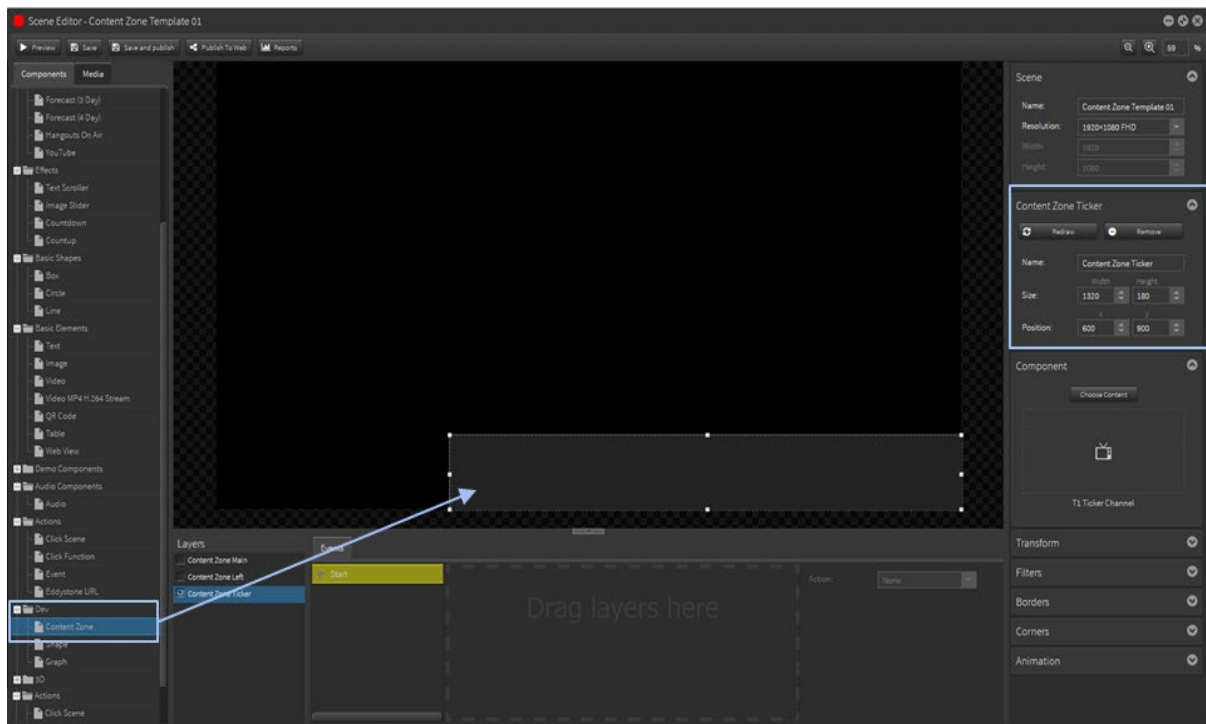 Scene Editor - Content Zone Template 01
Preview Save Save and publish Publish To Web Reports 59 %
Components Media
Forecast (3 Day)
Forecast (4 Day)
Hangouts On Air
YouTube
Effects
Text Scroller
Image Slider
Countdown
Countup
Basic Shapes
Box
Circle
Line
Basic Elements
Text
Image
Video
Video MP4 H.264 Stream
QR Code
Table
Web View
Demo Components
Audio Components
Audio
Actions
Click Scene
Click Function
Event
Eddystone URL
Dev
Content Zone
Shape
Graph
3D
Actions
Click Scene
Layers
Content Zone Main
Content Zone Left
Content Zone Ticker
Events
Start
Drag layers here
Action: None
Scene
Name: Content Zone Template 01
Resolution: 1920×1080 FHD
Width: 1920
Height: 1080
Content Zone Ticker
Redraw Remove
Name: Content Zone Ticker
Width Height
Size: 1320 180
x y
Position: 600 900
Component
Choose Content
T1 Ticker Channel
Transform
Filters
Borders
Corners
Animation